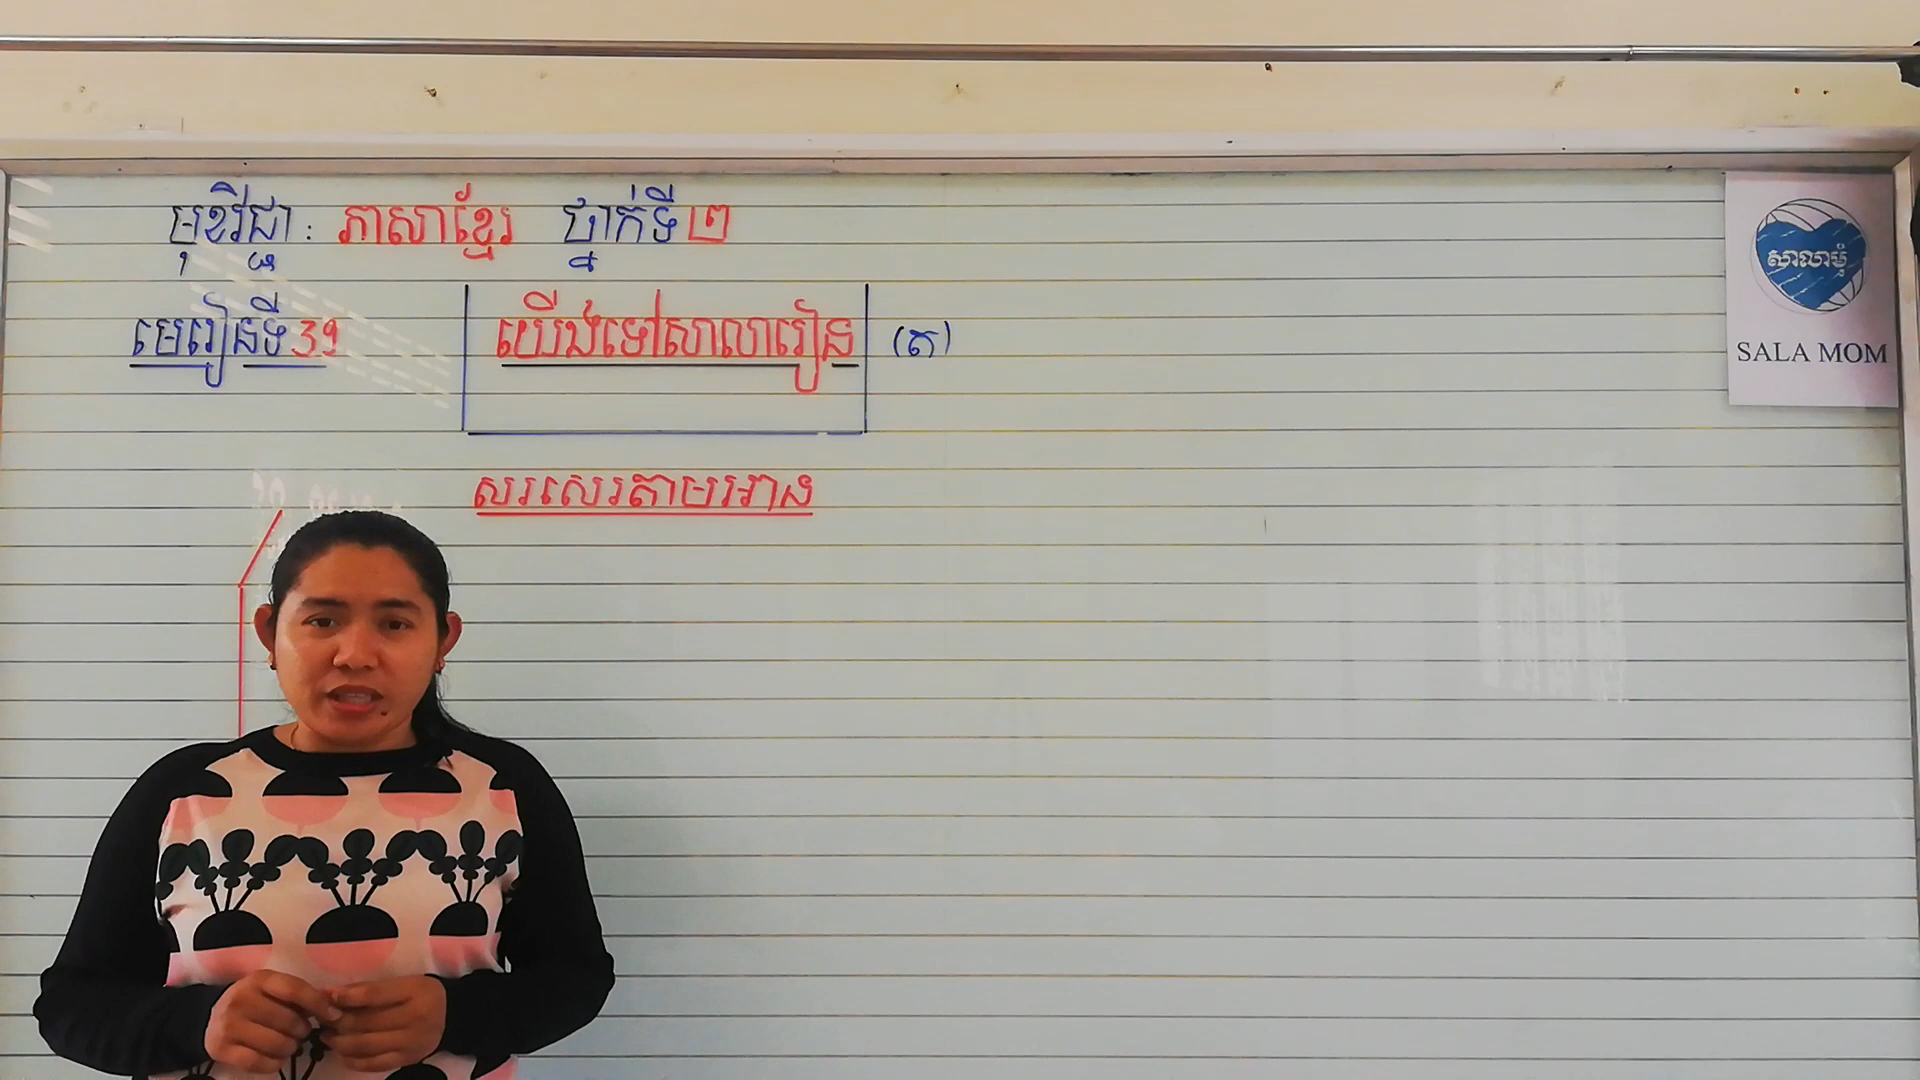 មុខវិជ្ជា : ភាសាខ្មែរ ថ្នាក់ទី២
មេរៀនទី39 យើងទៅសាលារៀន (ត)
សរសេរតាមអាន
សាលាមុំ
SALA MOM